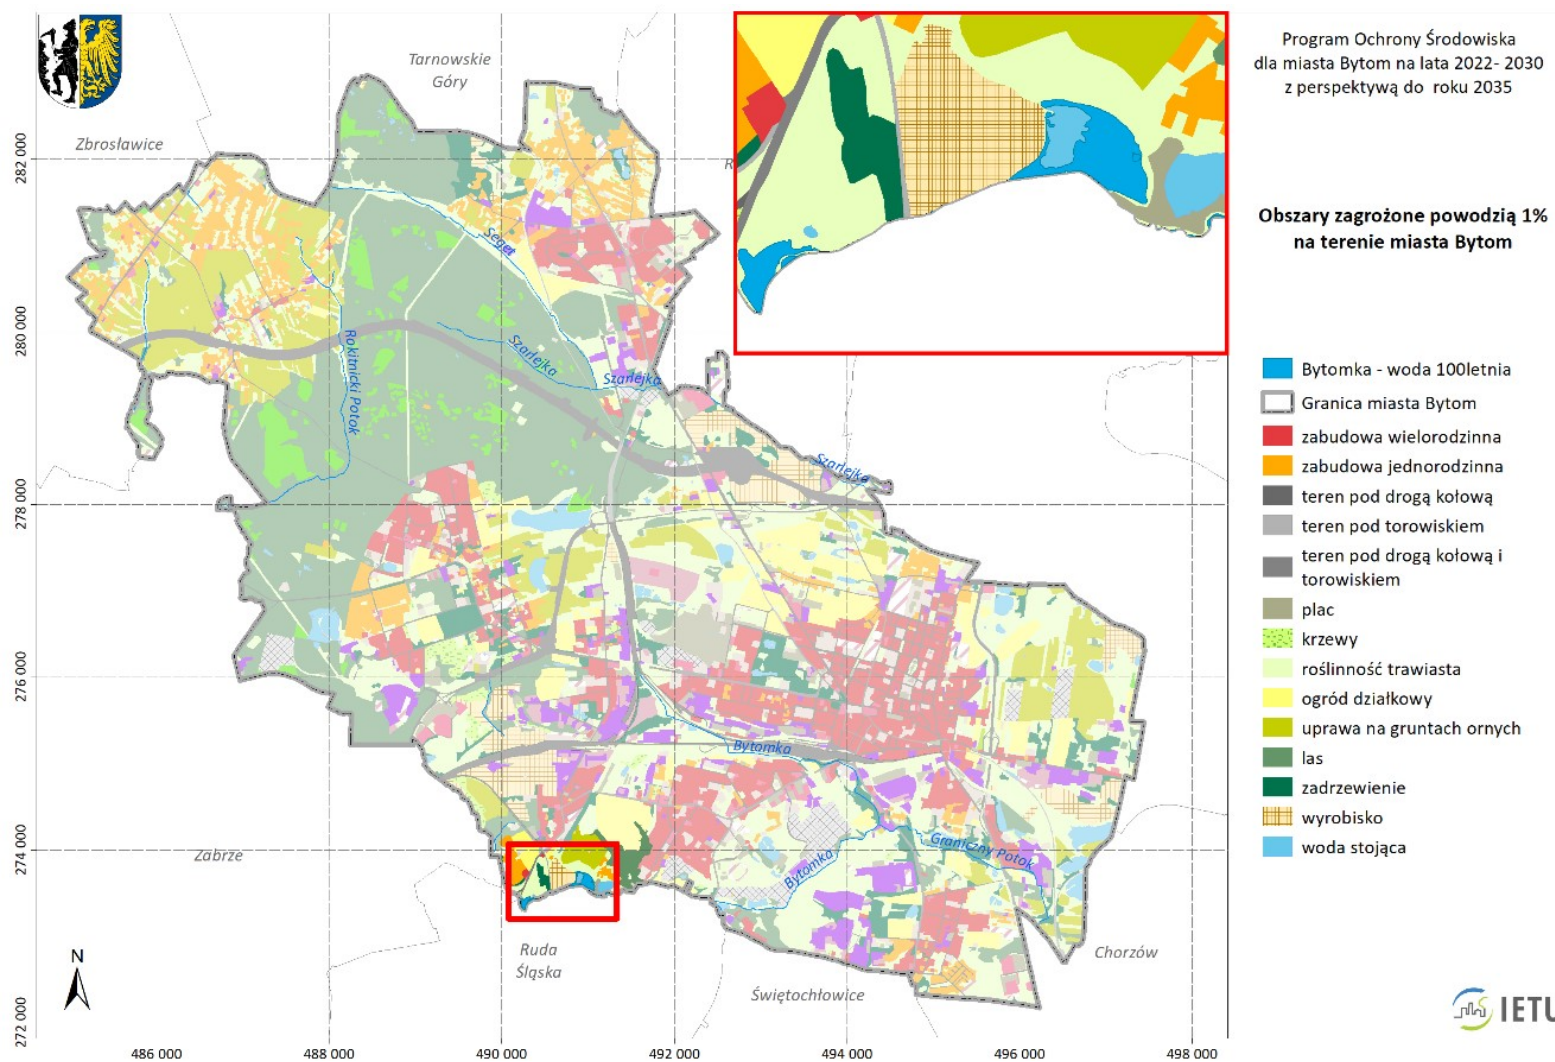 Program Ochrony Środowiska
dla miasta Bytom na lata 2022- 2030
z perspektywą do roku 2035
Obszary zagrożone powodzią 1%
na terenie miasta Bytom
Tarnowskie
Góry
Zbrosławice
R
282 000
280 000
278 000
276 000
274 000
272 000
Seget
Szarlejka
Szarlejka
Rokitnicki Potok
Szarlejka
Bytomka
Bytomka
Graniczny Potok
Zabrze
Ruda
Śląska
Świętochłowice
Chorzów
N
486 000
488 000
490 000
492 000
494 000
496 000
498 000
Bytomka - woda 100letnia
Granica miasta Bytom
zabudowa wielorodzinna
zabudowa jednorodzinna
teren pod drogą kołową
teren pod torowiskiem
teren pod drogą kołową i
torowiskiem
plac
krzewy
roślinność trawiasta
ogród działkowy
uprawa na gruntach ornych
las
zadrzewienie
wyrobisko
woda stojąca
IETU